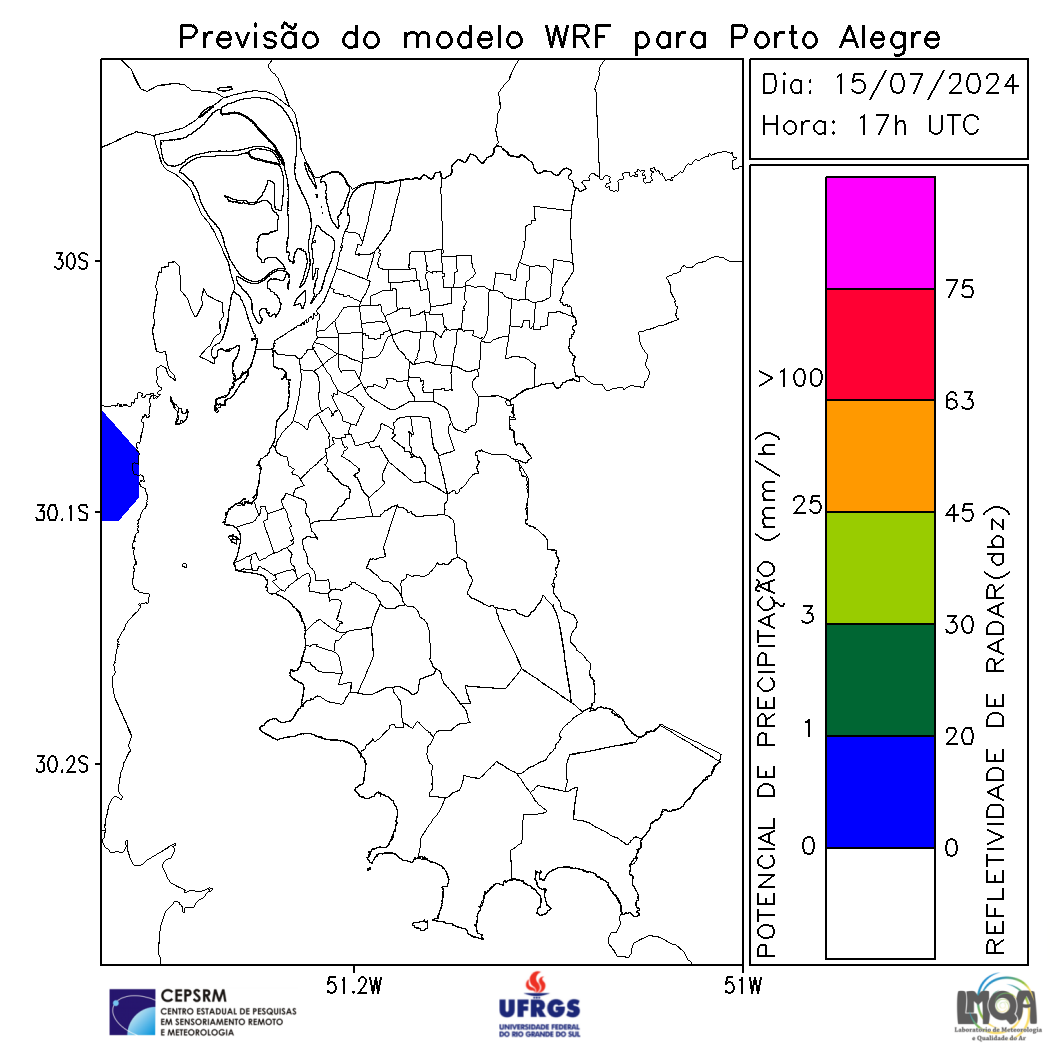 Previsão do modelo WRF para Porto Alegre
Dia: 15/07/2024
Hora: 17h UTC
30S
30.1S
30.2S
51.2W
51W
POTENCIAL DE PRECIPITAÇÃO (mm/h)
>100
25
3
1
0
75
63
45
30
20
0
REFLETIVIDADE DE RADAR(dbz)
CEPSRM
CENTRO ESTADUAL DE PESQUISAS
EM SENSORIAMENTO REMOTO
E METEOROLOGIA
UFRGS
UNIVERSIDADE FEDERAL
DO RIO GRANDE DO SUL
LMQA
Laboratório de Meteorologia
e Qualidade do Ar